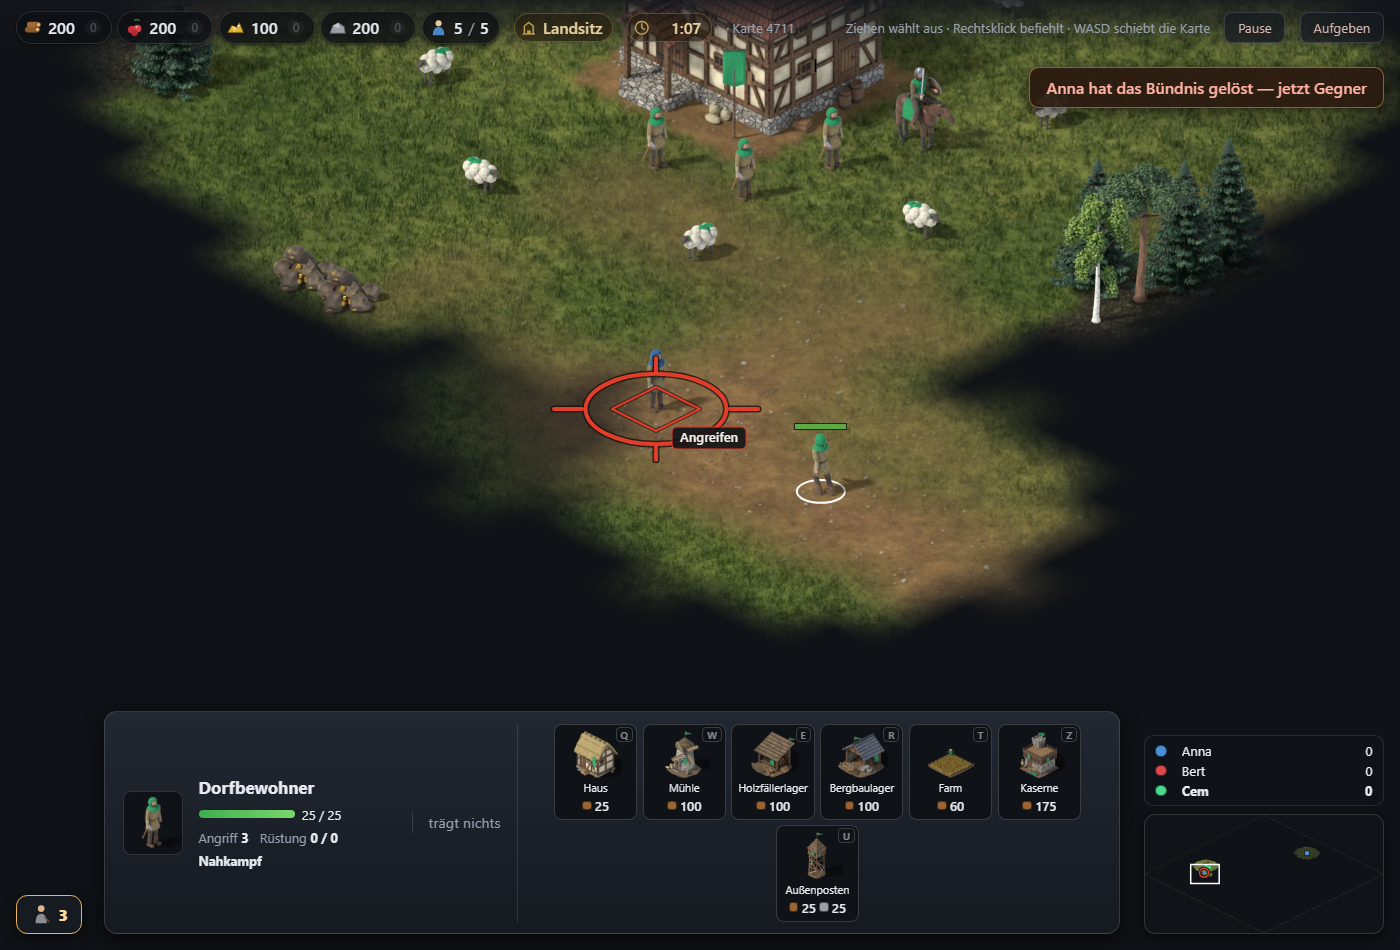 200 0
200 0
100 0
200 0
5 / 5
Landsitz
1:07
· Karte 4711
Ziehen wählt aus · Rechtsklick befiehlt · WASD schiebt die Karte
Pause
Aufgeben
Anna hat das Bündnis gelöst — jetzt Gegner
Angreifen
Dorfbewohner
25 / 25
Angriff 3 Rüstung 0 / 0
Nahkampf
trägt nichts
Q
Haus
25
W
Mühle
100
E
Holzfällerlager
100
R
Bergbaulager
100
T
Farm
60
Z
Kaserne
175
U
Außenposten
25 25
Anna 0
Bert 0
Cem 0
3